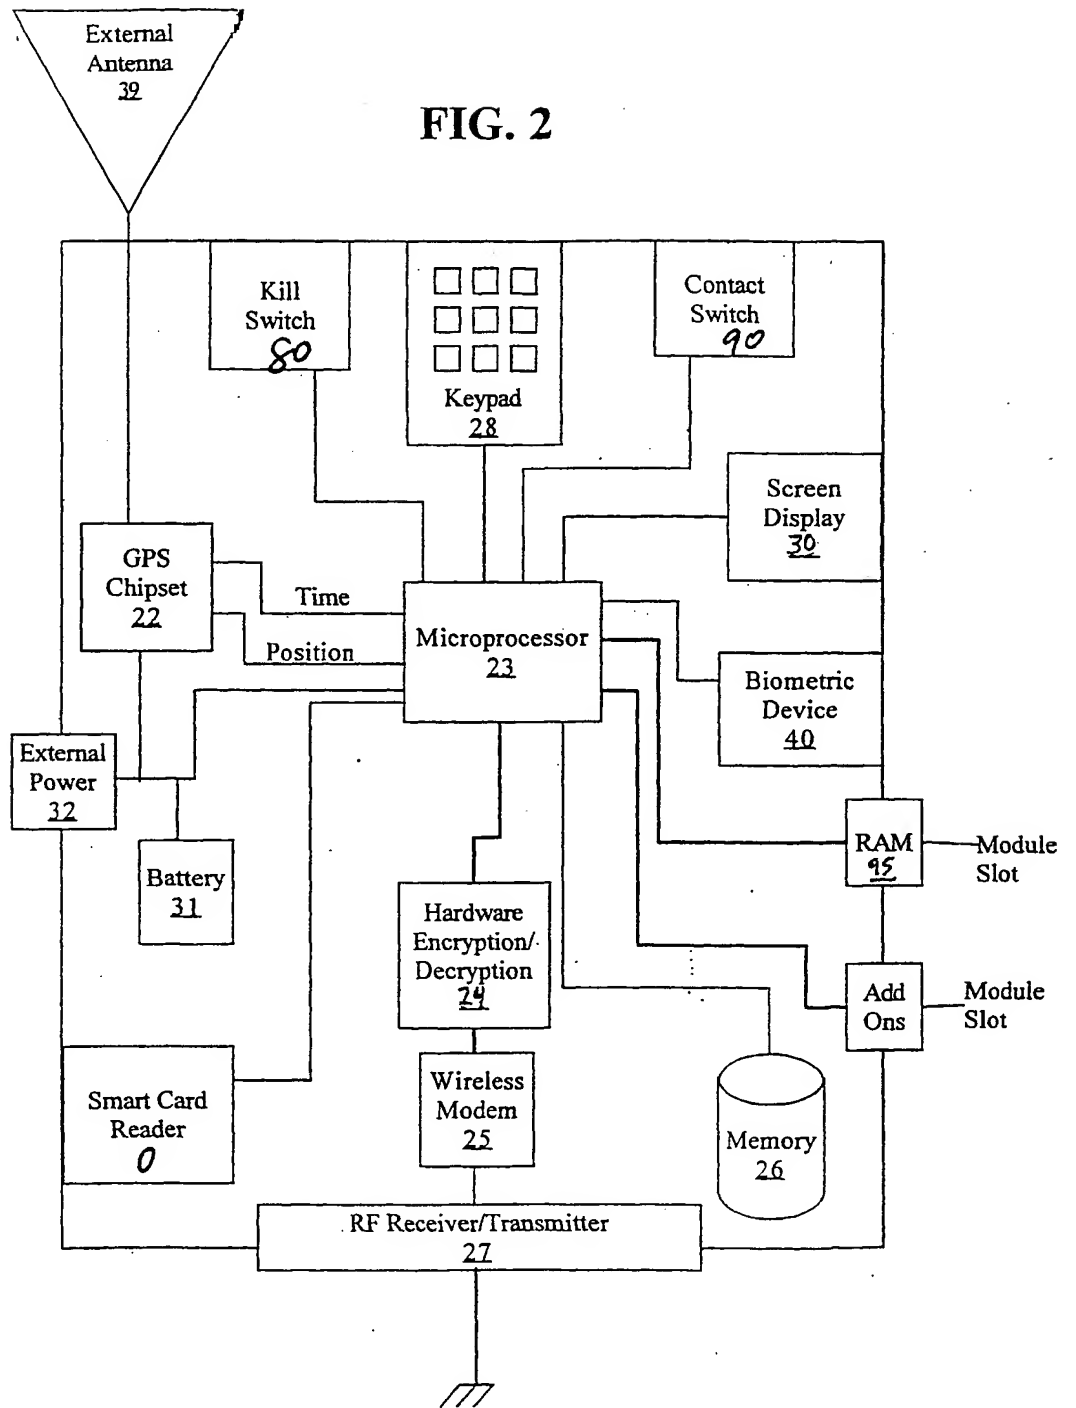 External
Antenna
39
FIG. 2
Kill
Switch
80
Keypad
28
Contact
Switch
90
Screen
Display
30
GPS
Chipset
22
Time
Position
Microprocessor
23
Biometric
Device
40
External
Power
32
Battery
31
RAM
95
Module
Slot
Hardware
Encryption/
Decryption
24
Add
Ons
Module
Slot
Smart Card
Reader
0
Wireless
Modem
25
Memory
26
RF Receiver/Transmitter
27